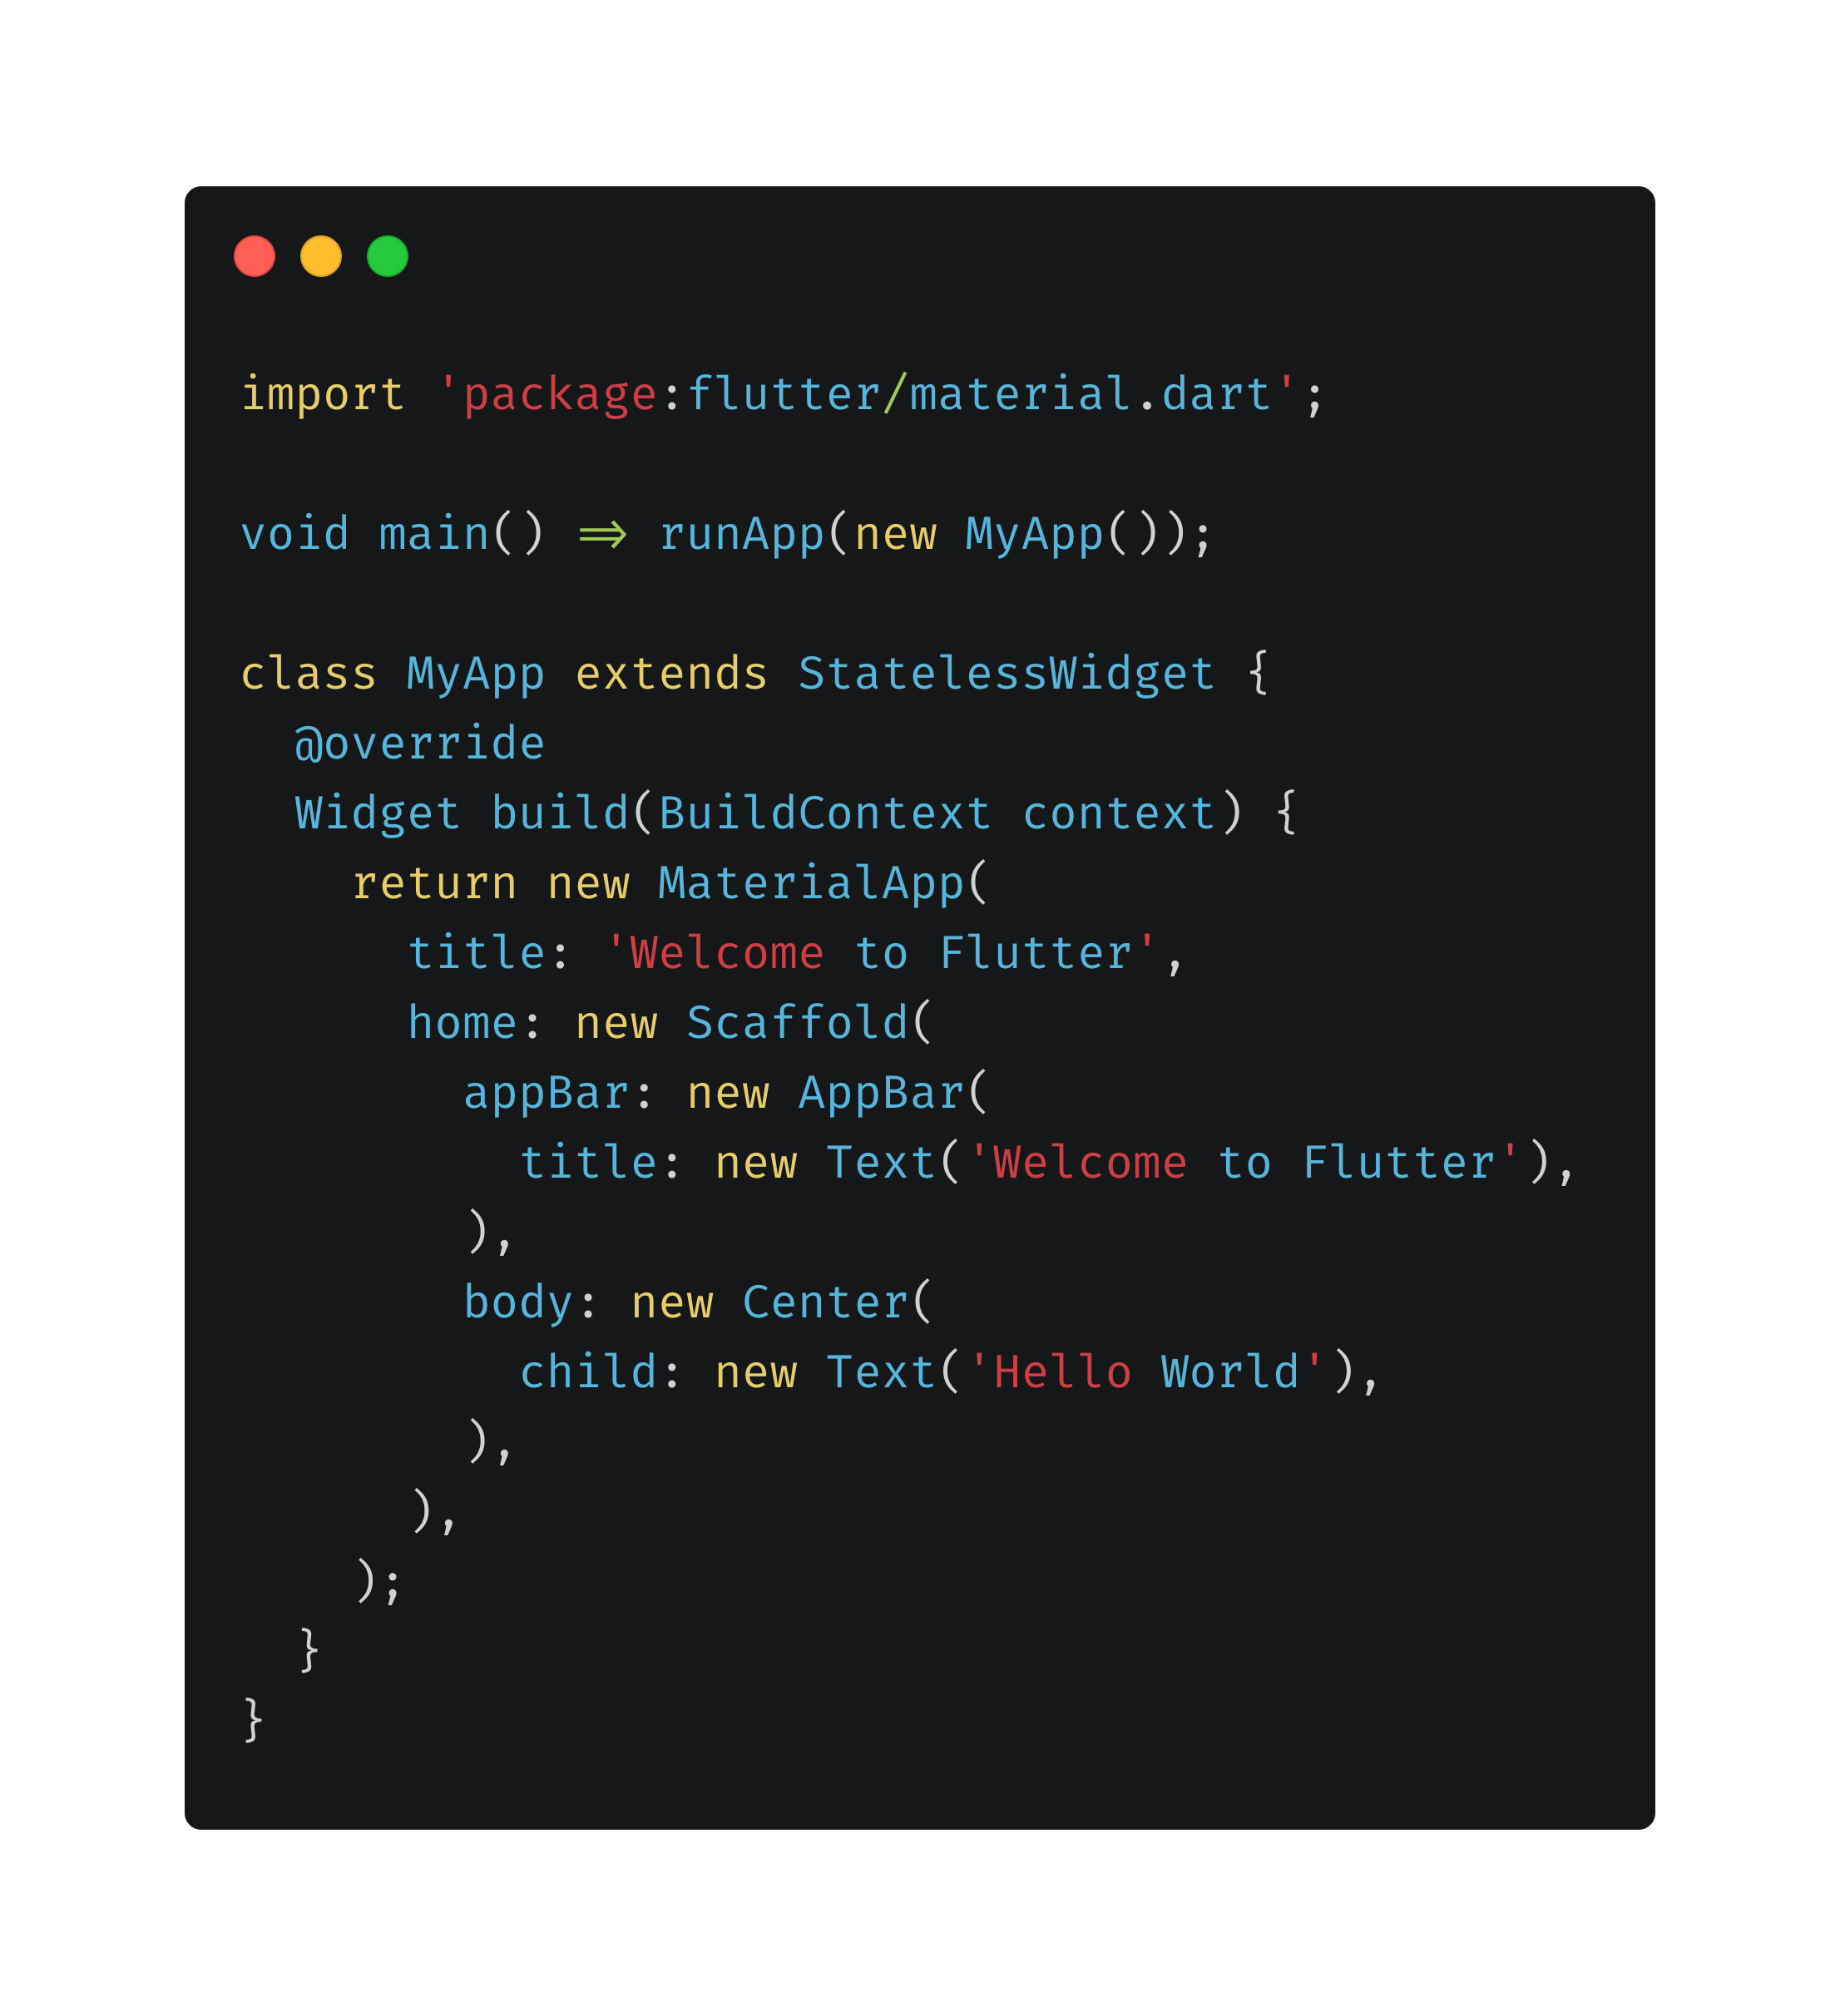 import 'package:flutter/material.dart';

void main() => runApp(new MyApp());

class MyApp extends StatelessWidget {
  @override
  Widget build(BuildContext context) {
    return new MaterialApp(
      title: 'Welcome to Flutter',
      home: new Scaffold(
        appBar: new AppBar(
          title: new Text('Welcome to Flutter'),
        ),
        body: new Center(
          child: new Text('Hello World'),
        ),
      ),
    );
  }
}